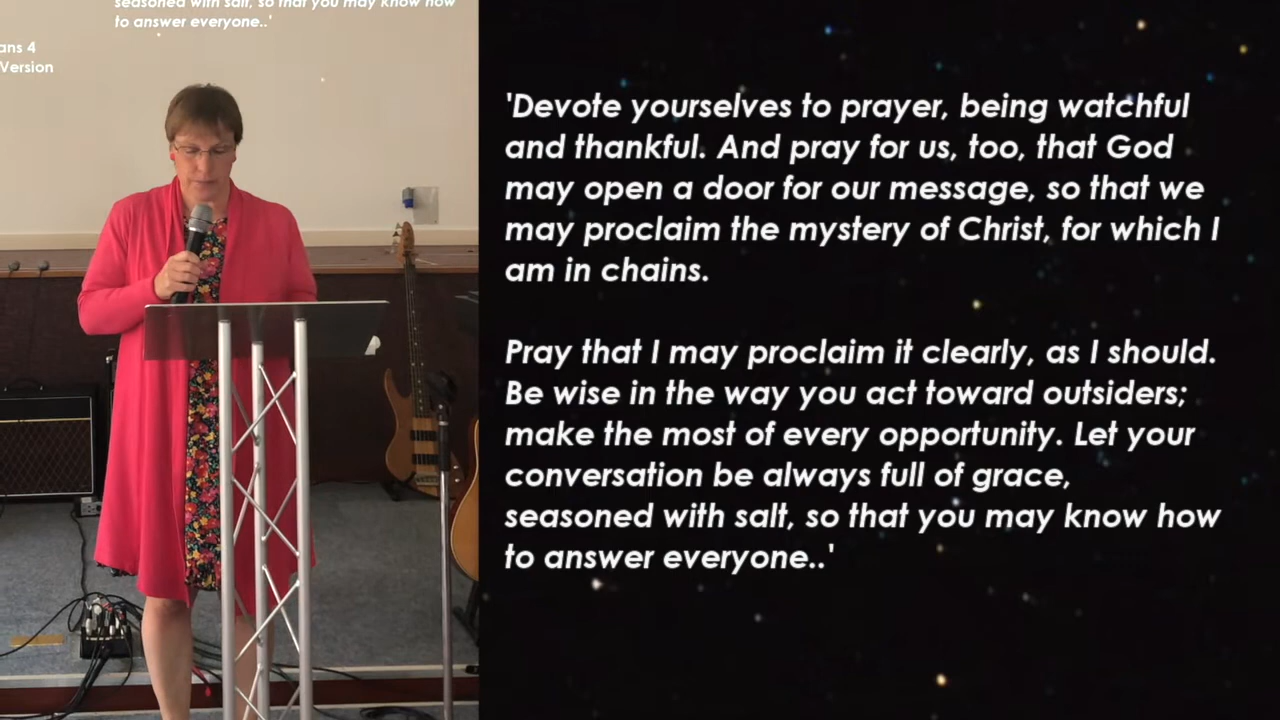 seasoned with salt, so that you may know how
to answer everyone..'
ans 4
Version
'Devote yourselves to prayer, being watchful
and thankful. And pray for us, too, that God
may open a door for our message, so that we
may proclaim the mystery of Christ, for which I
am in chains.
Pray that I may proclaim it clearly, as I should.
Be wise in the way you act toward outsiders;
make the most of every opportunity. Let your
conversation be always full of grace,
seasoned with salt, so that you may know how
to answer everyone..'